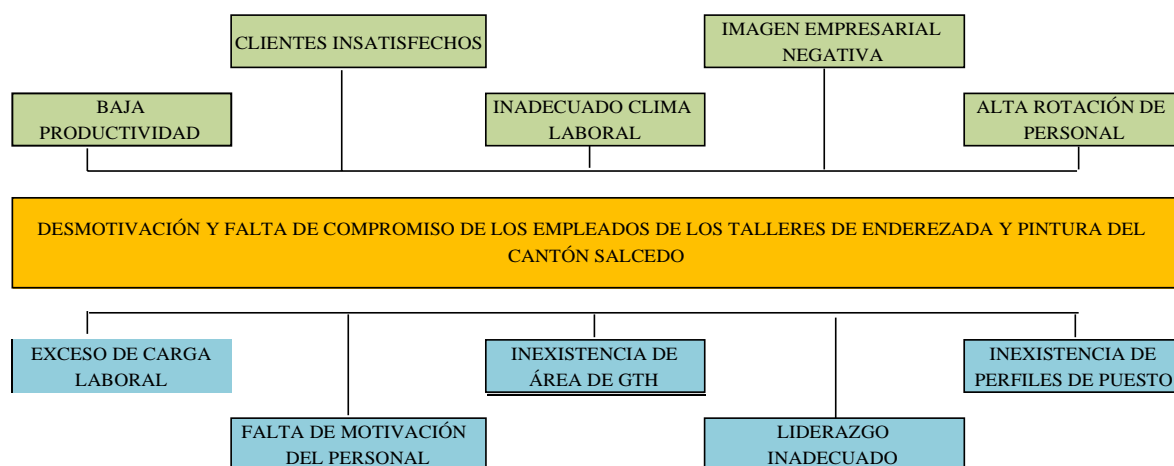 CLIENTES INSATISFECHOS
IMAGEN EMPRESARIAL
NEGATIVA
BAJA
PRODUCTIVIDAD
INADECUADO CLIMA
LABORAL
ALTA ROTACIÓN DE
PERSONAL
DESMOTIVACIÓN Y FALTA DE COMPROMISO DE LOS EMPLEADOS DE LOS TALLERES DE ENDEREZADA Y PINTURA DEL
CANTÓN SALCEDO
EXCESO DE CARGA
LABORAL
INEXISTENCIA DE
ÁREA DE GTH
INEXISTENCIA DE
PERFILES DE PUESTO
FALTA DE MOTIVACIÓN
DEL PERSONAL
LIDERAZGO
INADECUADO